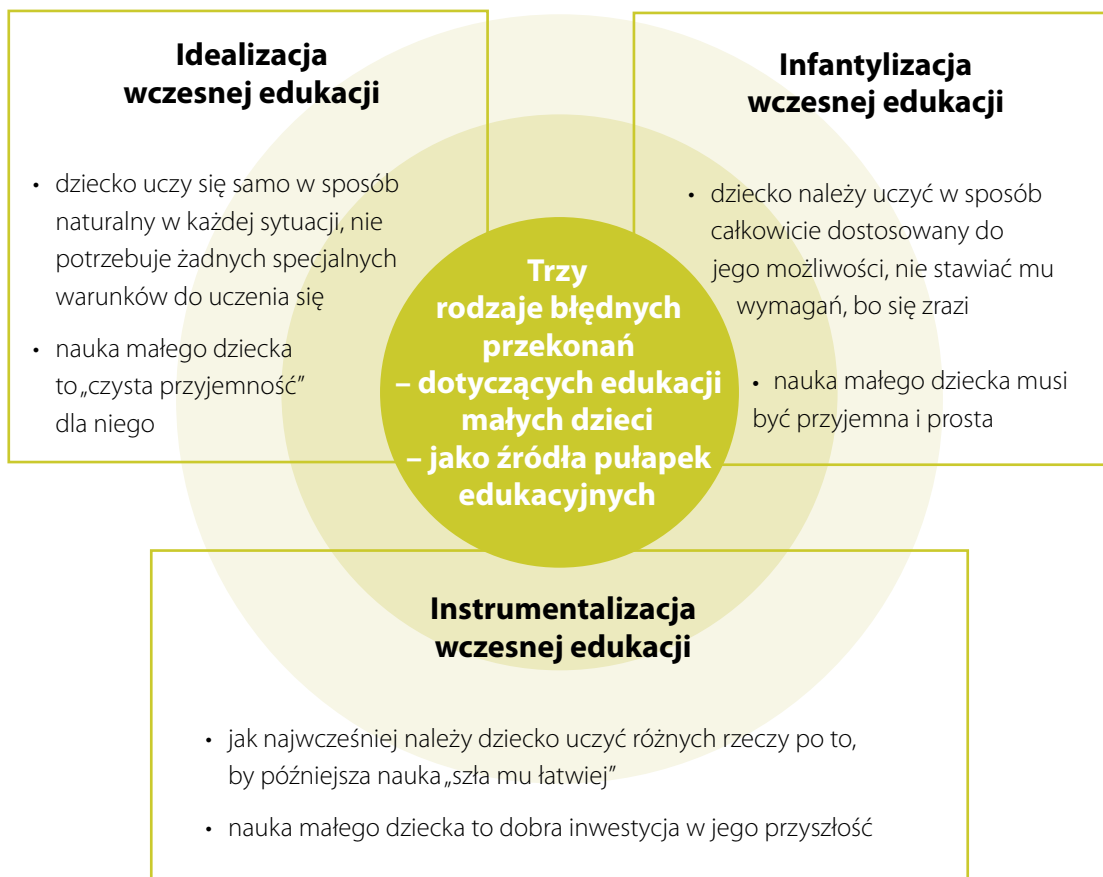 Idealizacja
wczesnej edukacji
• dziecko uczy się samo w sposób
naturalny w każdej sytuacji, nie
potrzebuje żadnych specjalnych
warunków do uczenia się
• nauka małego dziecka
to „czysta przyjemność”
dla niego
Infantylizacja
wczesnej edukacji
• dziecko należy uczyć w sposób
całkowicie dostosowany do
jego możliwości, nie stawiać mu
wymagań, bo się zrazi
• nauka małego dziecka musi
być przyjemna i prosta
Trzy
rodzaje błędnych
przekonań
– dotyczących edukacji
małych dzieci
– jako źródła pułapek
edukacyjnych
Instrumentalizacja
wczesnej edukacji
• jak najwcześniej należy dziecko uczyć różnych rzeczy po to,
by późniejsza nauka „szła mu łatwiej”
• nauka małego dziecka to dobra inwestycja w jego przyszłość